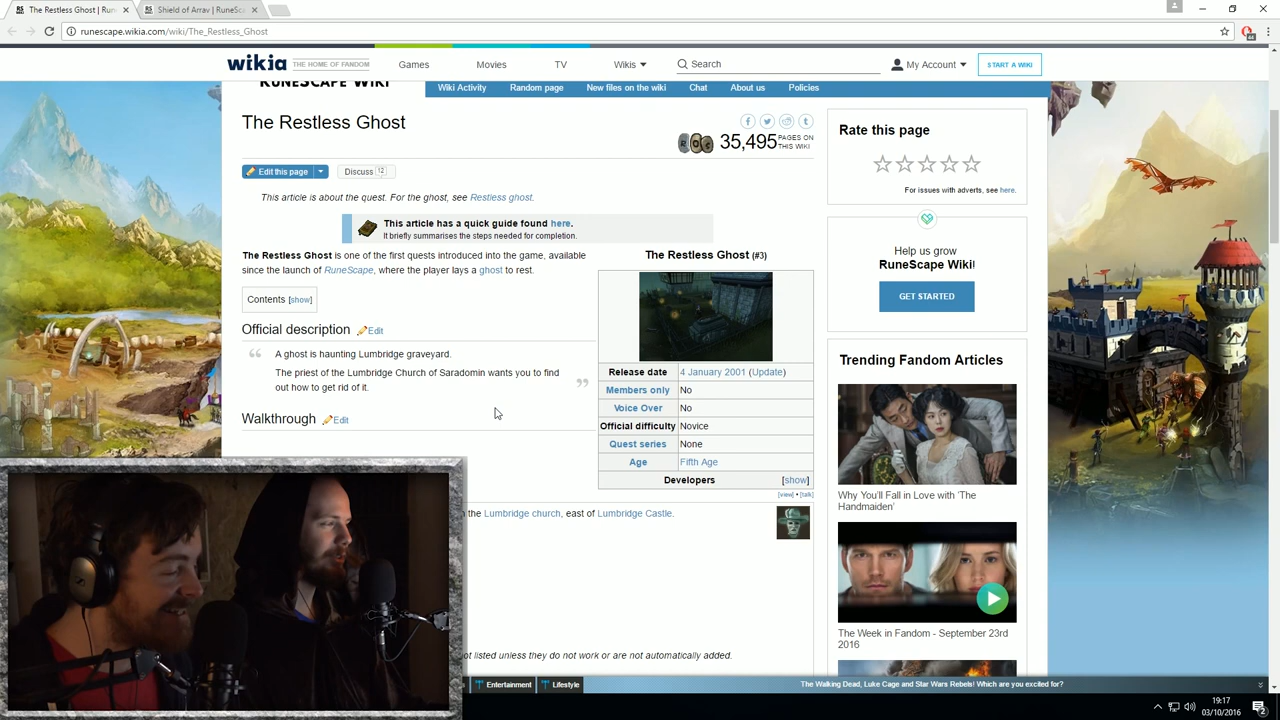 The Restless Ghost | Run
Shield of Arrav | RuneSca
runescape.wikia.com/wiki/The_Restless_Ghost
wikia THE HOME OF FANDOM Games Movies TV Wikis Search My Account START A WIKI
RUNESCAPE WIKI Wiki Activity Random page New files on the wiki Chat About us Policies
The Restless Ghost
35,495 PAGES ON THIS WIKI
Edit this page Discuss 12
This article is about the quest. For the ghost, see Restless ghost.
This article has a quick guide found here.
It briefly summarises the steps needed for completion.
The Restless Ghost is one of the first quests introduced into the game, available
since the launch of RuneScape, where the player lays a ghost to rest.
Contents [show]
Official description Edit
A ghost is haunting Lumbridge graveyard.
The priest of the Lumbridge Church of Saradomin wants you to find
out how to get rid of it.
Walkthrough Edit
The Restless Ghost (#3)
Release date 4 January 2001 (Update)
Members only No
Voice Over No
Official difficulty Novice
Quest series None
Age Fifth Age
Developers [show]
[view] • [talk]
the Lumbridge church, east of Lumbridge Castle.
ot listed unless they do not work or are not automatically added.
Rate this page
For issues with adverts, see here.
Help us grow
RuneScape Wiki!
GET STARTED
Trending Fandom Articles
Why You'll Fall in Love with 'The
Handmaiden'
The Week in Fandom - September 23rd
2016
Entertainment Lifestyle
The Walking Dead, Luke Cage and Star Wars Rebels! Which are you excited for?
19:17
03/10/2016
2